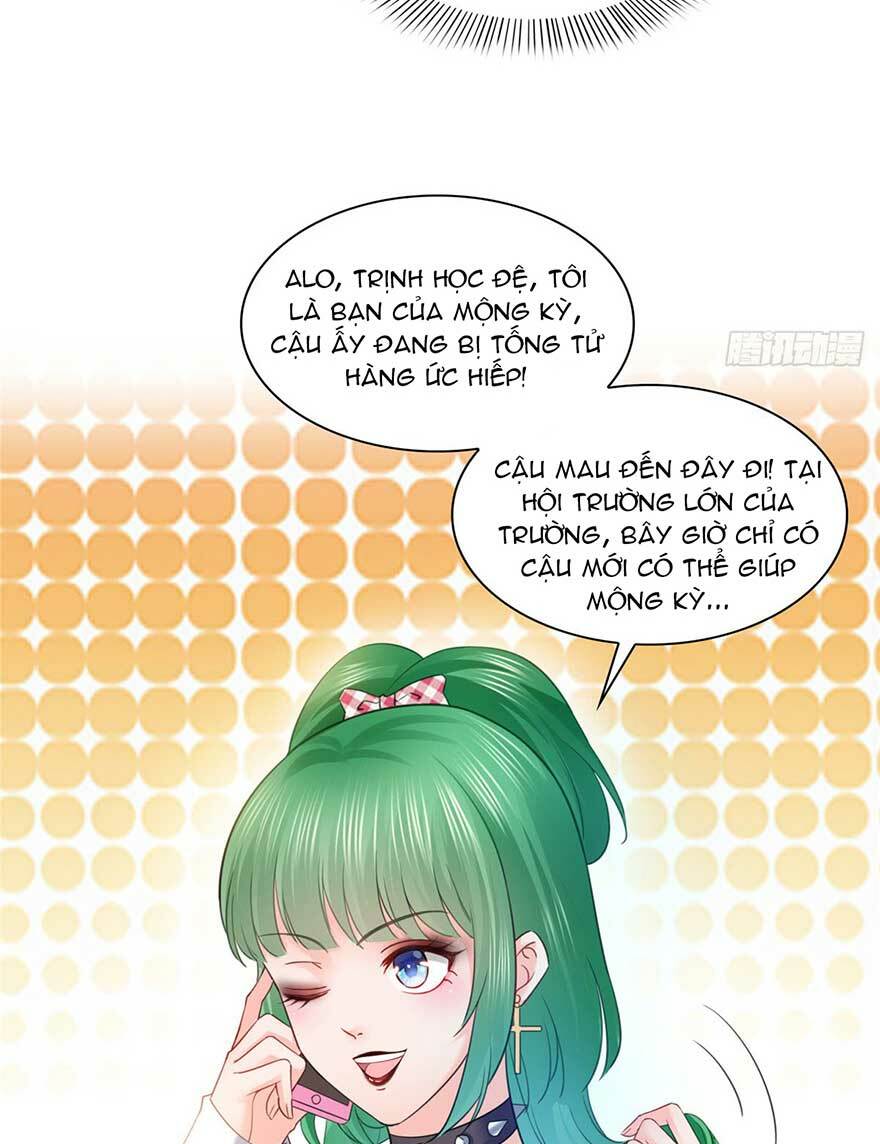 腾讯动漫
ALO, TRỊNH HỌC ĐỆ, TÔI
LÀ BẠN CỦA MỘNG KỲ,
CẬU ẤY ĐANG BỊ TỐNG TỬ
HÀNG ỨC HIẾP!
CẬU MAU ĐẾN ĐÂY ĐI! TẠI
HỘI TRƯỜNG LỚN CỦA
TRƯỜNG, BÂY GIỜ CHỈ CÓ
CẬU MỚI CÓ THỂ GIÚP
MỘNG KỲ...